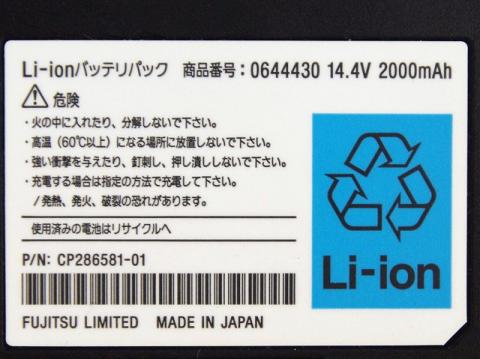 Li-ionバッテリパック 商品番号：0644430 14.4V 2000mAh
危険
・火の中に入れたり、分解しないで下さい。
・高温（60℃以上）になる場所に放置しないで下さい。
・強い衝撃を与えたり、釘刺し、押し潰ししないで下さい。
・充電する場合は指定の方法で充電して下さい。
/発熱、発火、破裂の恐れがあります。
使用済みの電池はリサイクルへ
Li-ion
P/N: CP286581-01
FUJITSU LIMITED MADE IN JAPAN